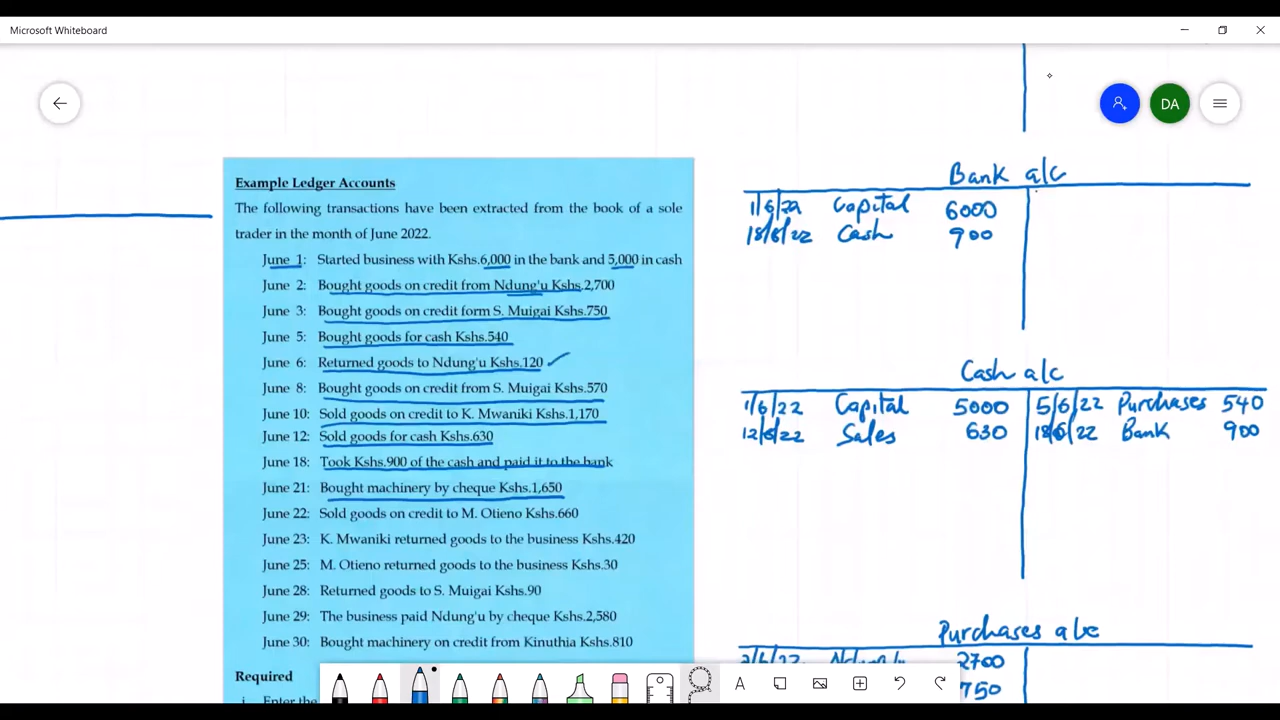 Microsoft Whiteboard
DA
Example Ledger Accounts
The following transactions have been extracted from the book of a sole
trader in the month of June 2022.
June 1: Started business with Kshs.6,000 in the bank and 5,000 in cash
June 2: Bought goods on credit from Ndung'u Kshs.2,700
June 3: Bought goods on credit form S. Muigai Kshs.750
June 5: Bought goods for cash Kshs.540
June 6: Returned goods to Ndung'u Kshs.120
June 8: Bought goods on credit from S. Muigai Kshs.570
June 10: Sold goods on credit to K. Mwaniki Kshs.1,170
June 12: Sold goods for cash Kshs.630
June 18: Took Kshs.900 of the cash and paid it to the bank
June 21: Bought machinery by cheque Kshs.1,650
June 22: Sold goods on credit to M. Otieno Kshs.660
June 23: K. Mwaniki returned goods to the business Kshs.420
June 25: M. Otieno returned goods to the business Kshs.30
June 28: Returned goods to S. Muigai Kshs.90
June 29: The business paid Ndung'u by cheque Kshs.2,580
June 30: Bought machinery on credit from Kinuthia Kshs.810
Required
i. Enter the
Bank a/c
1/6/22 Capital 6000
18/6/22 Cash 900
Cash a/c
1/6/22 Capital 5000 5/6/22 Purchases 540
12/6/22 Sales 630 18/6/22 Bank 900
Purchases a/c
2/6/22 Ndung'u 2700
750